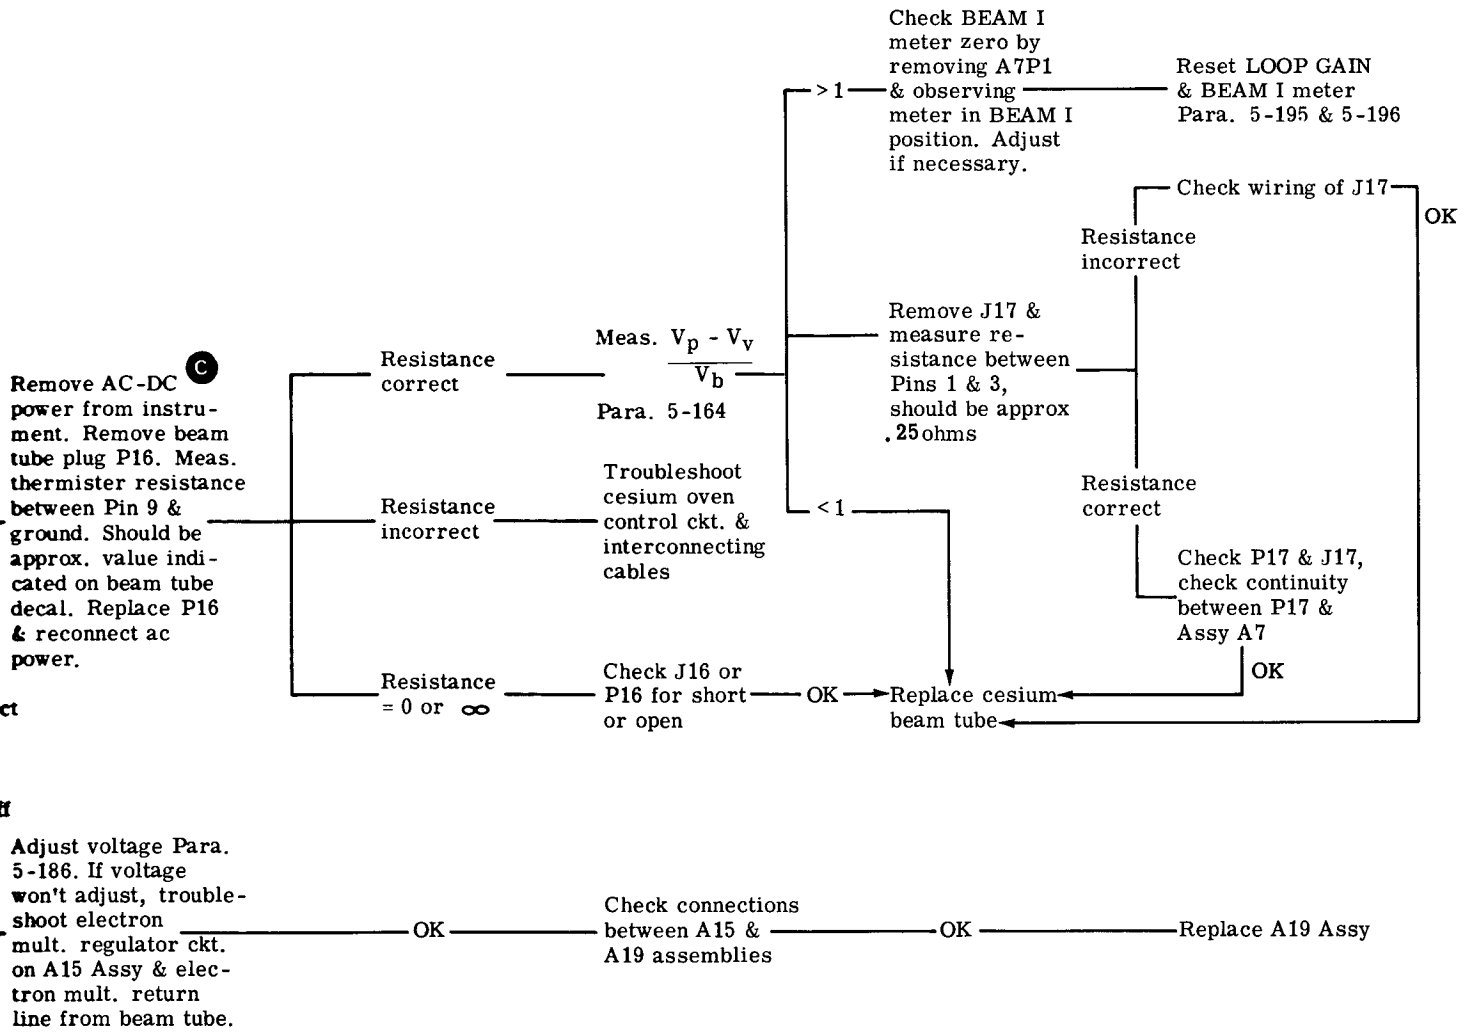 Check BEAM I
meter zero by
removing A7P1
& observing
meter in BEAM I
position. Adjust
if necessary.
> 1
Reset LOOP GAIN
& BEAM I meter
Para. 5-195 & 5-196
Check wiring of J17
OK
Resistance
incorrect
Remove J17 &
measure re-
sistance between
Pins 1 & 3,
should be approx
.25 ohms
Meas. Vp - Vv
Vb
Para. 5-164
Resistance
correct
C
Remove AC-DC
power from instru-
ment. Remove beam
tube plug P16. Meas.
thermister resistance
between Pin 9 &
ground. Should be
approx. value indi-
cated on beam tube
decal. Replace P16
& reconnect ac
power.
Resistance
incorrect
Troubleshoot
cesium oven
control ckt. &
interconnecting
cables
< 1
Resistance
correct
Check P17 & J17,
check continuity
between P17 &
Assy A7
OK
Resistance
= 0 or ∞
Check J16 or
P16 for short
or open
OK
Replace cesium
beam tube
ct
Adjust voltage Para.
5-186. If voltage
won't adjust, trouble-
shoot electron
mult. regulator ckt.
on A15 Assy & elec-
tron mult. return
line from beam tube.
OK
Check connections
between A15 &
A19 assemblies
OK
Replace A19 Assy